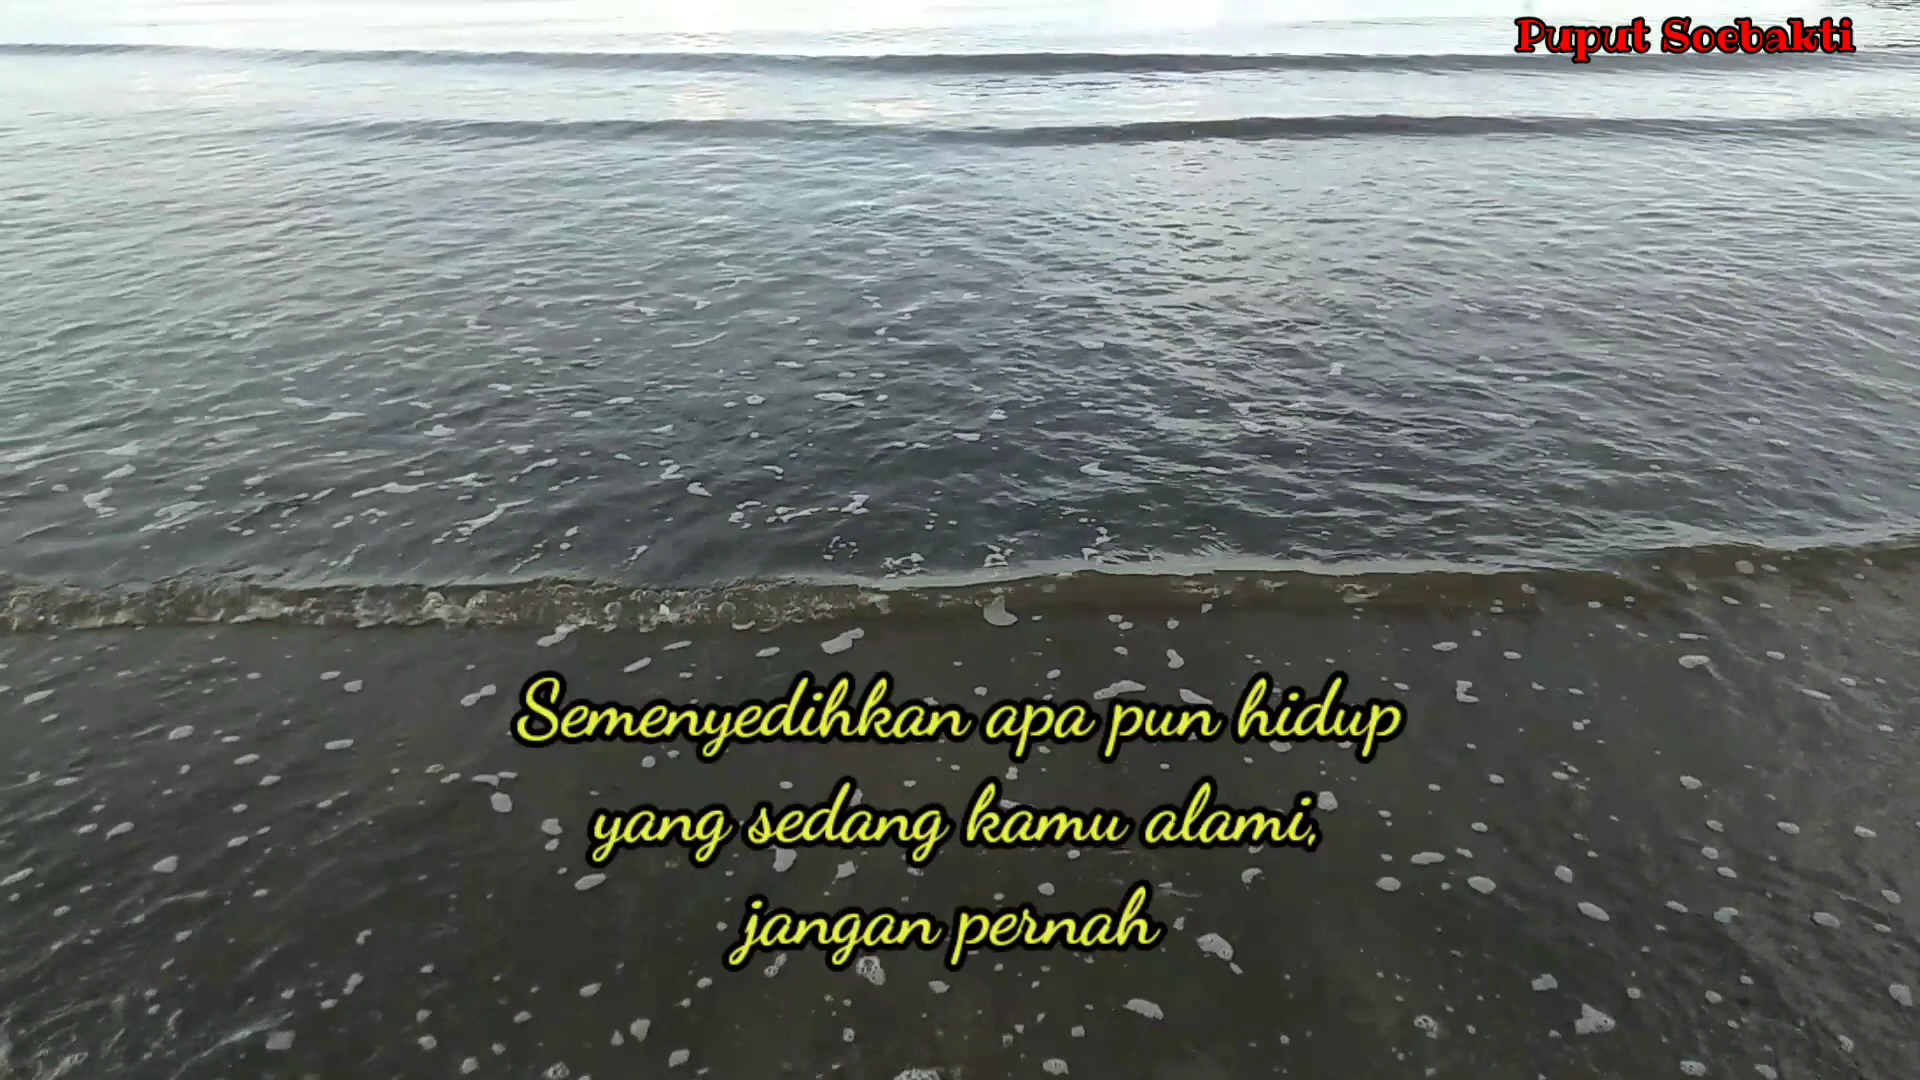 Puput Soebakti
Semenyedihkan apa pun hidup
yang sedang kamu alami,
jangan pernah